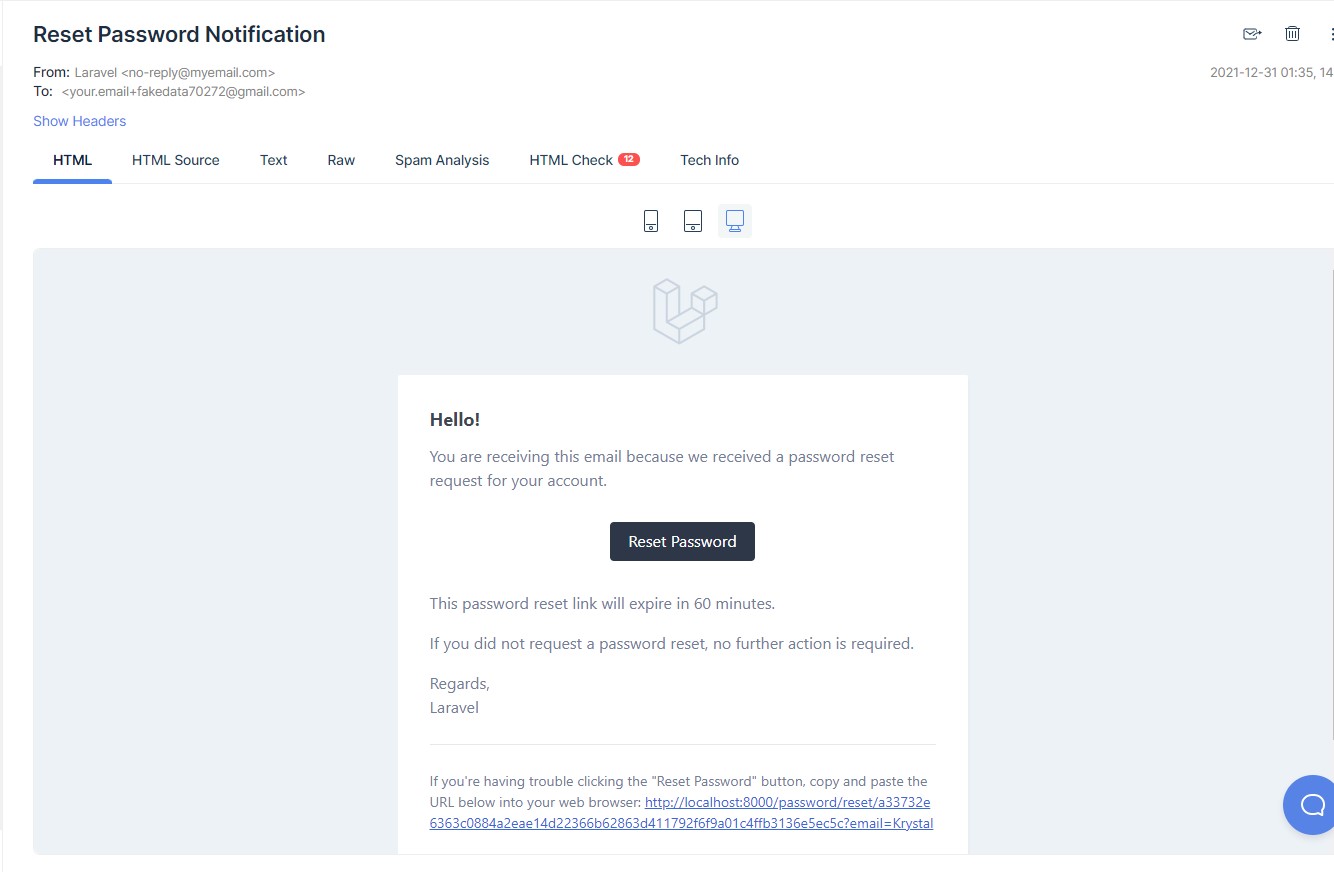 Reset Password Notification
From: Laravel <no-reply@myemail.com>
2021-12-31 01:35, 14
To: <your.email+fakedata70272@gmail.com>
Show Headers
HTML HTML Source Text Raw Spam Analysis HTML Check 12 Tech Info
Hello!
You are receiving this email because we received a password reset
request for your account.
Reset Password
This password reset link will expire in 60 minutes.
If you did not request a password reset, no further action is required.
Regards,
Laravel
If you're having trouble clicking the "Reset Password" button, copy and paste the
URL below into your web browser: http://localhost:8000/password/reset/a33732e
6363c0884a2eae14d22366b62863d411792f6f9a01c4ffb3136e5ec5c?email=Krystal